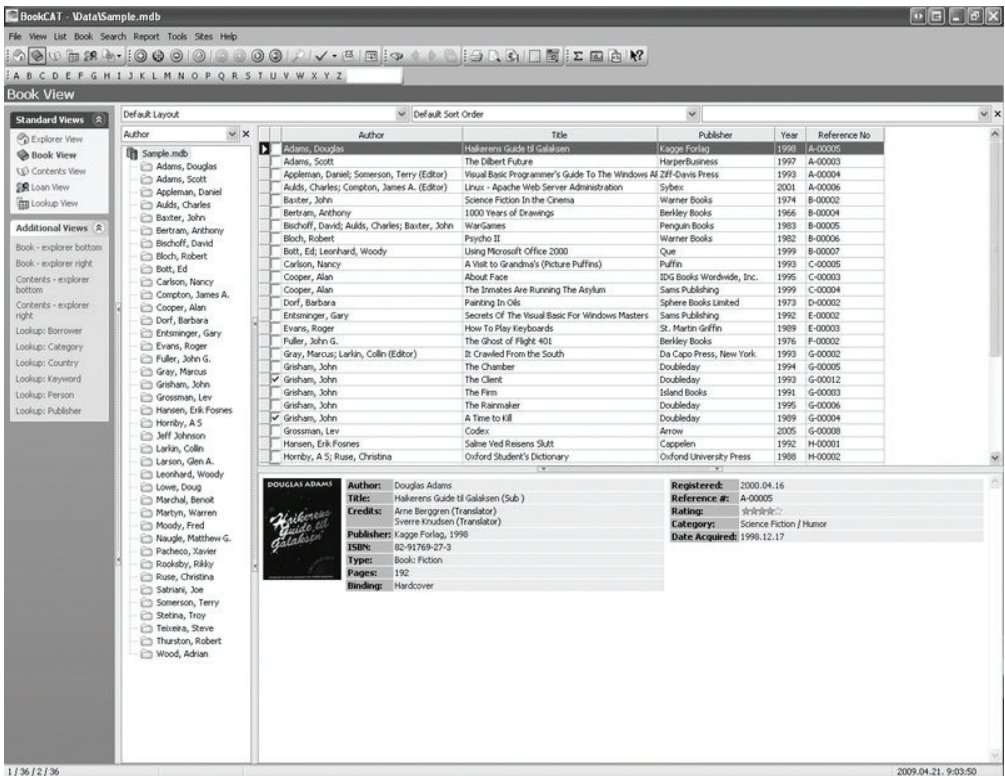 BookCAT - \Data\Sample.mdb
File View List Book Search Report Tools Sites Help
A B C D E F G H I J K L M N O P Q R S T U V W X Y Z
Book View
Standard Views
Explorer View
Book View
Contents View
Loan View
Lookup View
Additional Views
Book - explorer bottom
Book - explorer right
Contents - explorer
bottom
Contents - explorer
right
Lookup: Borrower
Lookup: Category
Lookup: Country
Lookup: Keyword
Lookup: Person
Lookup: Publisher
Default Layout Default Sort Order
Author
Sample.mdb
Adams, Douglas
Adams, Scott
Appleman, Daniel
Aulds, Charles
Baxter, John
Bertram, Anthony
Bischoff, David
Bloch, Robert
Bott, Ed
Carlson, Nancy
Compton, James A.
Cooper, Alan
Dorf, Barbara
Entsminger, Gary
Evans, Roger
Fuller, John G.
Gray, Marcus
Grisham, John
Grossman, Lev
Hansen, Erik Fosnes
Hornby, A S
Jeff Johnson
Larkin, Collin
Larson, Glen A.
Leonhard, Woody
Lowe, Doug
Marchal, Benoit
Martyn, Warren
Moody, Fred
Naugle, Matthew G.
Pacheco, Xavier
Rooksby, Rikky
Ruse, Christina
Satriani, Joe
Somerson, Terry
Stetina, Troy
Teixeira, Steve
Thurston, Robert
Wood, Adrian
Author Title Publisher Year Reference No
Adams, Douglas Haikerens Guide til Galaksen Kagge Forlag 1998 A-00005
Adams, Scott The Dilbert Future HarperBusiness 1997 A-00003
Appleman, Daniel; Somerson, Terry (Editor) Visual Basic Programmer's Guide To The Windows AI Ziff-Davis Press 1993 A-00004
Aulds, Charles; Compton, James A. (Editor) Linux - Apache Web Server Administration Sybex 2001 A-00006
Baxter, John Science Fiction In the Cinema Warner Books 1974 B-00002
Bertram, Anthony 1000 Years of Drawings Berkley Books 1966 B-00004
Bischoff, David; Aulds, Charles; Baxter, John WarGames Penguin Books 1983 B-00005
Bloch, Robert Psycho II Warner Books 1982 B-00006
Bott, Ed; Leonhard, Woody Using Microsoft Office 2000 Que 1999 B-00007
Carlson, Nancy A Visit to Grandma's (Picture Puffins) Puffin 1993 C-00005
Cooper, Alan About Face IDG Books Wordwide, Inc. 1995 C-00003
Cooper, Alan The Inmates Are Running The Asylum Sams Publishing 1999 C-00004
Dorf, Barbara Painting In Oils Sphere Books Limited 1973 D-00002
Entsminger, Gary Secrets Of The Visual Basic For Windows Masters Sams Publishing 1992 E-00002
Evans, Roger How To Play Keyboards St. Martin Griffin 1989 E-00003
Fuller, John G. The Ghost of Flight 401 Berkley Books 1976 F-00002
Gray, Marcus; Larkin, Collin (Editor) It Crawled From the South Da Capo Press, New York 1993 G-00002
Grisham, John The Chamber Doubleday 1994 G-00005
Grisham, John The Client Doubleday 1993 G-00012
Grisham, John The Firm Island Books 1991 G-00003
Grisham, John The Rainmaker Doubleday 1995 G-00006
Grisham, John A Time to Kill Doubleday 1989 G-00004
Grossman, Lev Codex Arrow 2005 G-00008
Hansen, Erik Fosnes Salme Ved Reisens Slutt Cappelen 1992 H-00001
Hornby, A S; Ruse, Christina Oxford Student's Dictionary Oxfond University Press 1988 H-00002
DOUGLAS ADAMS
Haikerens
Guide til
Galaksen
Author: Douglas Adams
Title: Haikerens Guide til Galaksen (Sub )
Credits: Arne Berggren (Translator)
Sverre Knudsen (Translator)
Publisher: Kagge Forlag, 1998
ISBN: 82-91769-27-3
Type: Book: Fiction
Pages: 192
Binding: Hardcover
Registered: 2000.04.16
Reference #: A-00005
Rating:
Category: Science Fiction / Humor
Date Acquired: 1998.12.17
1 / 36 / 2 / 36 2009.04.21. 9:03:50